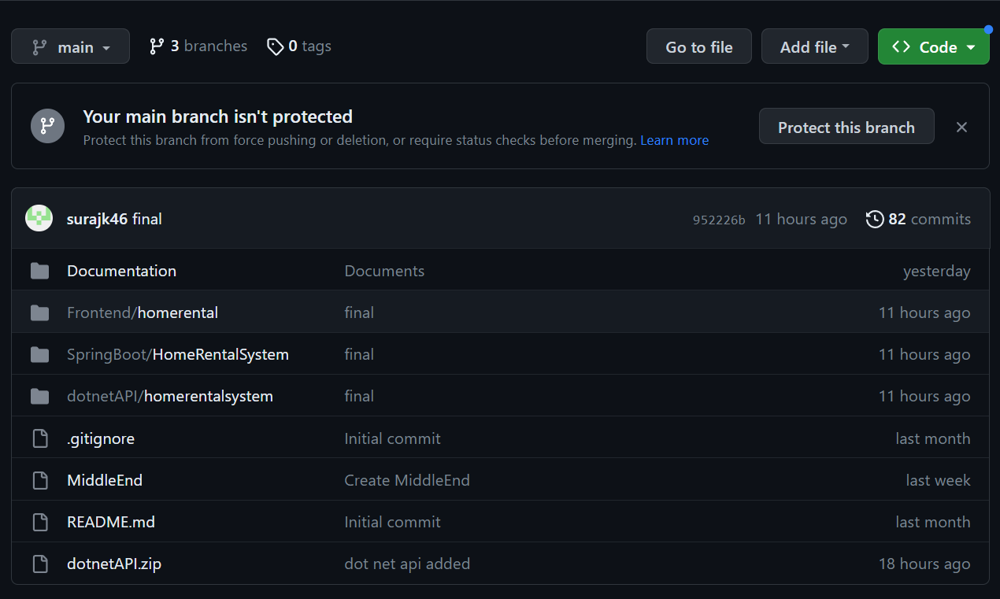 main 3 branches 0 tags Go to file Add file Code
Your main branch isn't protected
Protect this branch from force pushing or deletion, or require status checks before merging. Learn more
Protect this branch
surajk46 final 952226b 11 hours ago 82 commits
Documentation Documents yesterday
Frontend/homerental final 11 hours ago
SpringBoot/HomeRentalSystem final 11 hours ago
dotnetAPI/homerentalsystem final 11 hours ago
.gitignore Initial commit last month
MiddleEnd Create MiddleEnd last week
README.md Initial commit last month
dotnetAPI.zip dot net api added 18 hours ago